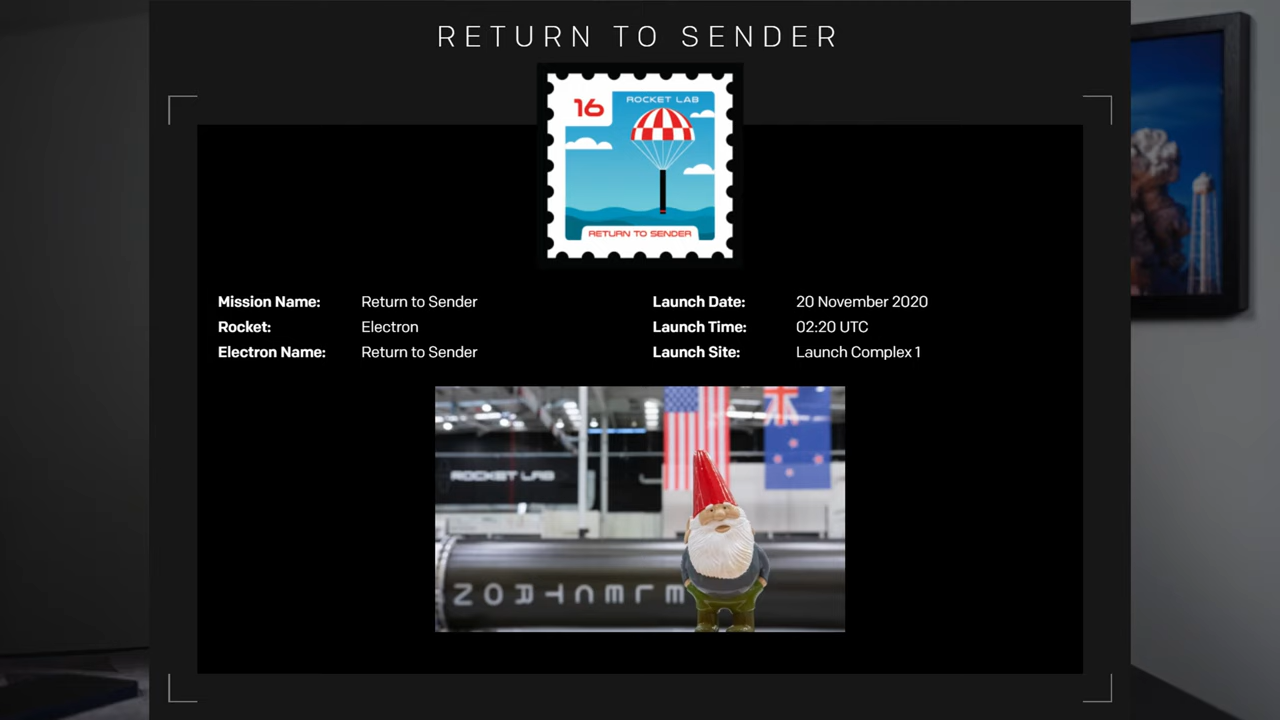 RETURN TO SENDER
16
ROCKET LAB
RETURN TO SENDER
Mission Name: Return to Sender
Rocket: Electron
Electron Name: Return to Sender
Launch Date: 20 November 2020
Launch Time: 02:20 UTC
Launch Site: Launch Complex 1
ROCKET LAB
ELECTRON